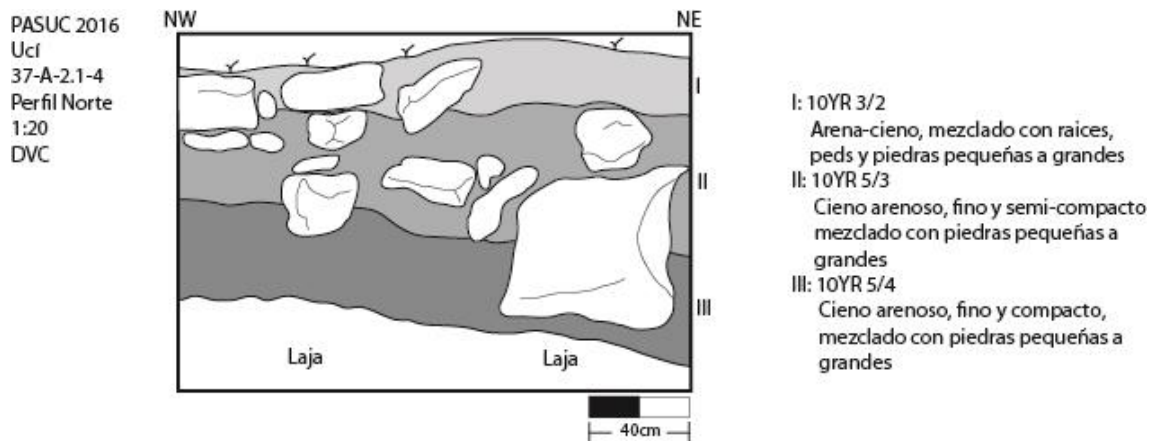 PASUC 2016
Ucí
37-A-2.1-4
Perfil Norte
1:20
DVC
NW
NE
I
II
III
Laja
Laja
40cm
I: 10YR 3/2
Arena-cieno, mezclado con raices,
peds y piedras pequeñas a grandes
II: 10YR 5/3
Cieno arenoso, fino y semi-compacto
mezclado con piedras pequeñas a
grandes
III: 10YR 5/4
Cieno arenoso, fino y compacto,
mezclado con piedras pequeñas a
grandes